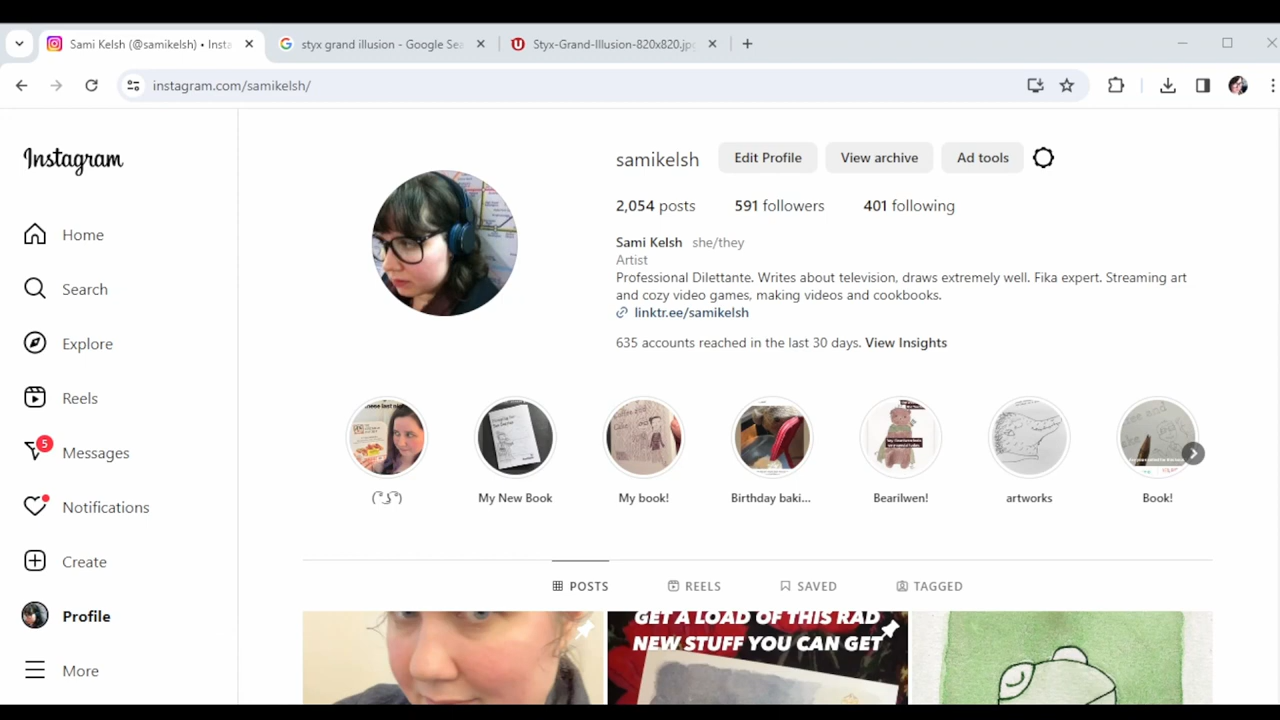 Sami Kelsh (@samikelsh) • Insta
styx grand illusion - Google Sea
Styx-Grand-Illusion-820x820.jpg
instagram.com/samikelsh/
Instagram
Home
Search
Explore
Reels
5
Messages
Notifications
Create
Profile
More
samikelsh
Edit Profile
View archive
Ad tools
2,054 posts
591 followers
401 following
Sami Kelsh she/they
Artist
Professional Dilettante. Writes about television, draws extremely well. Fika expert. Streaming art
and cozy video games, making videos and cookbooks.
linktr.ee/samikelsh
635 accounts reached in the last 30 days. View Insights
( ͡° ͜ʖ ͡°)
My New Book
My book!
Birthday baki...
Bearilwen!
artworks
Book!
POSTS
REELS
SAVED
TAGGED
GET A LOAD OF THIS RAD
NEW STUFF YOU CAN GET